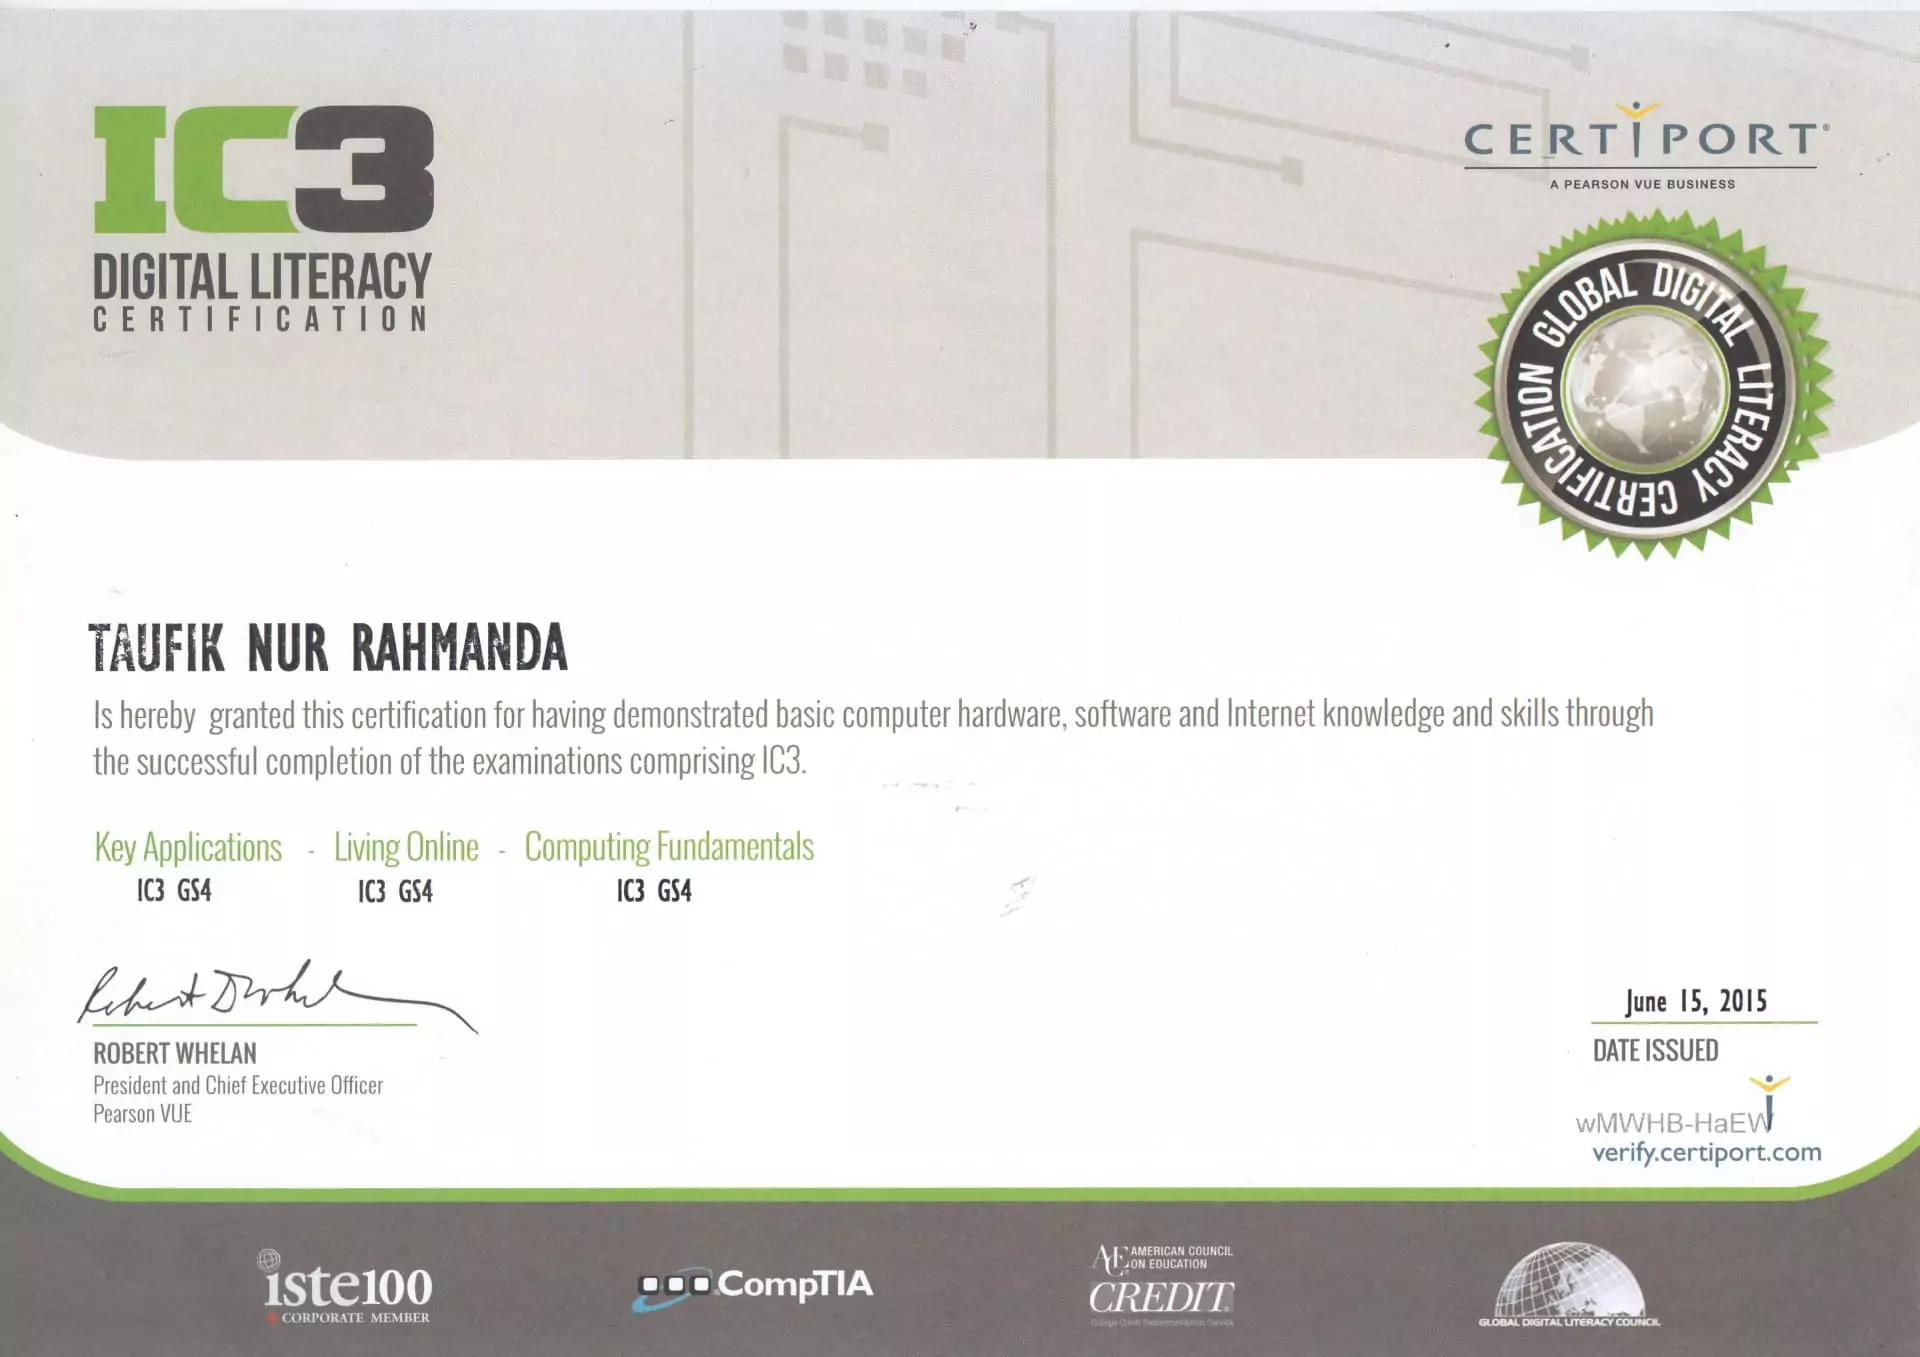 IC3
DIGITAL LITERACY
CERTIFICATION
CERTIPORT
A PEARSON VUE BUSINESS
GLOBAL DIGITAL LITERACY CERTIFICATION
TAUFIK NUR RAHMANDA
Is hereby granted this certification for having demonstrated basic computer hardware, software and Internet knowledge and skills through
the successful completion of the examinations comprising IC3.
Key Applications - Living Online - Computing Fundamentals
IC3 GS4 IC3 GS4 IC3 GS4
ROBERT WHELAN
President and Chief Executive Officer
Pearson VUE
June 15, 2015
DATE ISSUED
wMWHB-HaEW
verify.certiport.com
iste100
CORPORATE MEMBER
CompTIA
ACE AMERICAN COUNCIL
ON EDUCATION
CREDIT
College Credit Recommendation Service
GLOBAL DIGITAL LITERACY COUNCIL